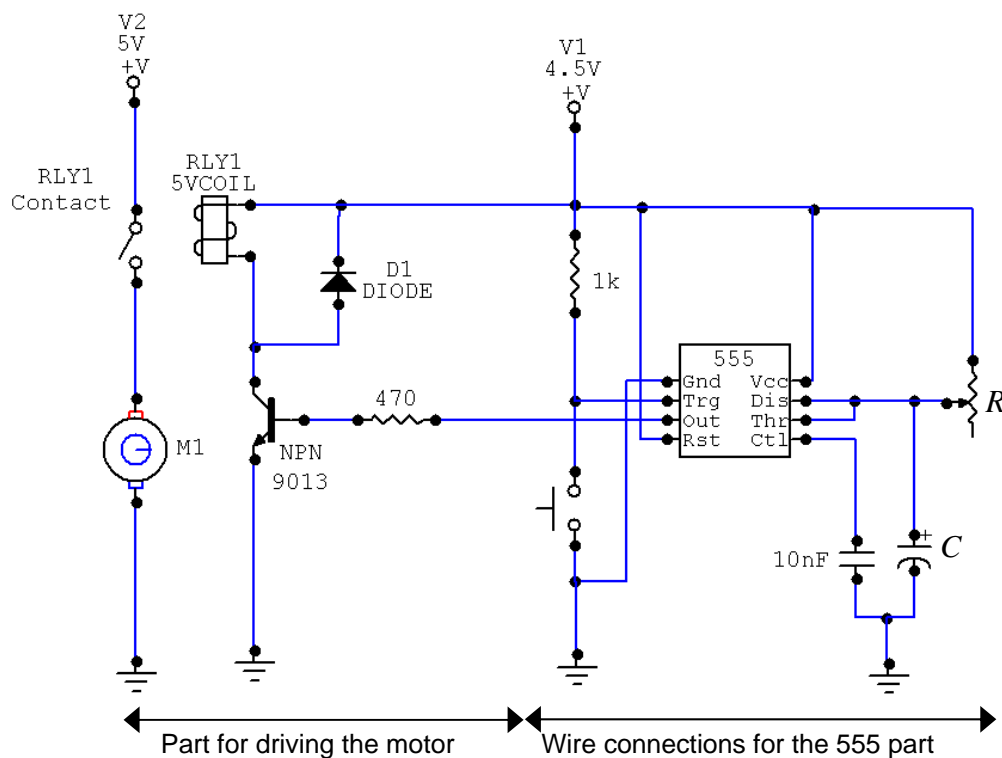 V2
5V
+V
V1
4.5V
+V
RLY1
Contact
RLY1
5VCOIL
D1
DIODE
1k
555
Gnd Vcc
Trg Dis
Out Thr
Rst Ctl
R
470
M1
NPN
9013
10nF
+
C
Part for driving the motor
Wire connections for the 555 part